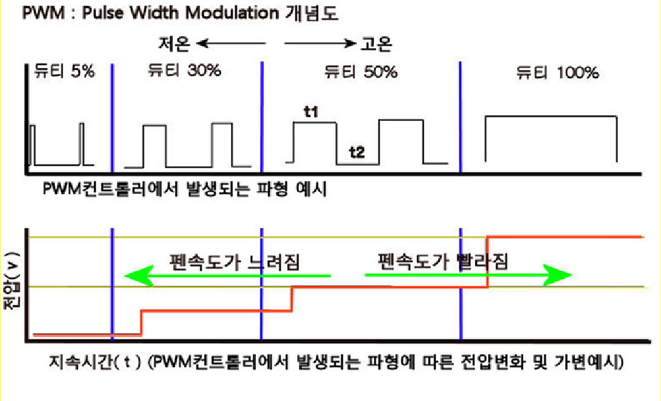 PWM : Pulse Width Modulation 개념도
저온 고온
듀티 5% 듀티 30% 듀티 50% 듀티 100%
t1
t2
PWM컨트롤러에서 발생되는 파형 예시
펜속도가 느려짐 펜속도가 빨라짐
전압(v)
지속시간( t ) (PWM컨트롤러에서 발생되는 파형에 따른 전압변화 및 가변예시)